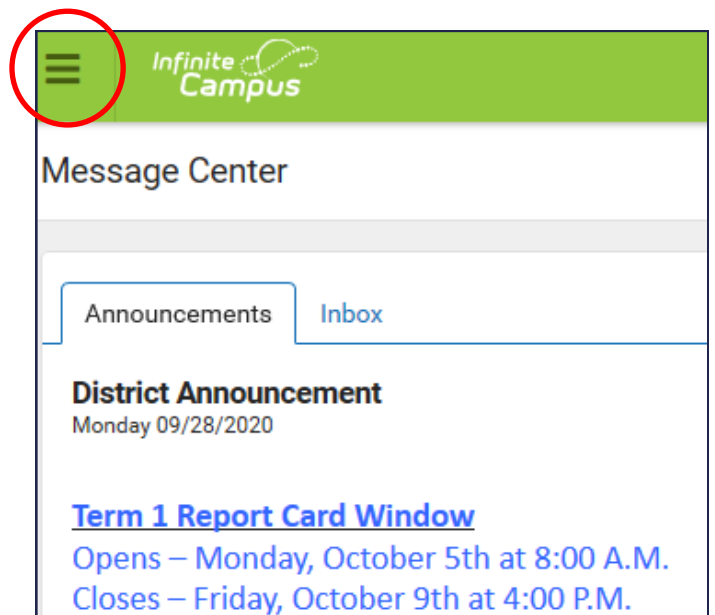 Infinite
Campus
Message Center
Announcements Inbox
District Announcement
Monday 09/28/2020
Term 1 Report Card Window
Opens – Monday, October 5th at 8:00 A.M.
Closes – Friday, October 9th at 4:00 P.M.